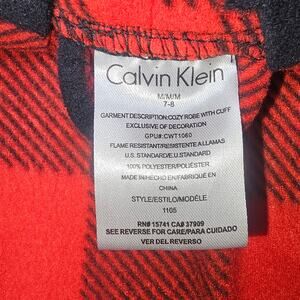 Calvin Klein
M/M/M
7-8
GARMENT DESCRIPTION:COZY ROBE WITH CUFF
EXCLUSIVE OF DECORATION
GPU#:CWT1060
FLAME RESISTANT/RESISTENTE A LLAMAS
U.S. STANDARD/E.U.STANDARD
100% POLYESTER/POLIÉSTER
MADE IN/HECHO EN/FABRIQUÉ EN
CHINA
STYLE/ESTILO/MODÈLE
1105
RN# 15741 CA# 37909
SEE REVERSE FOR CARE/PARA CUIDADO
VER DEL REVERSO